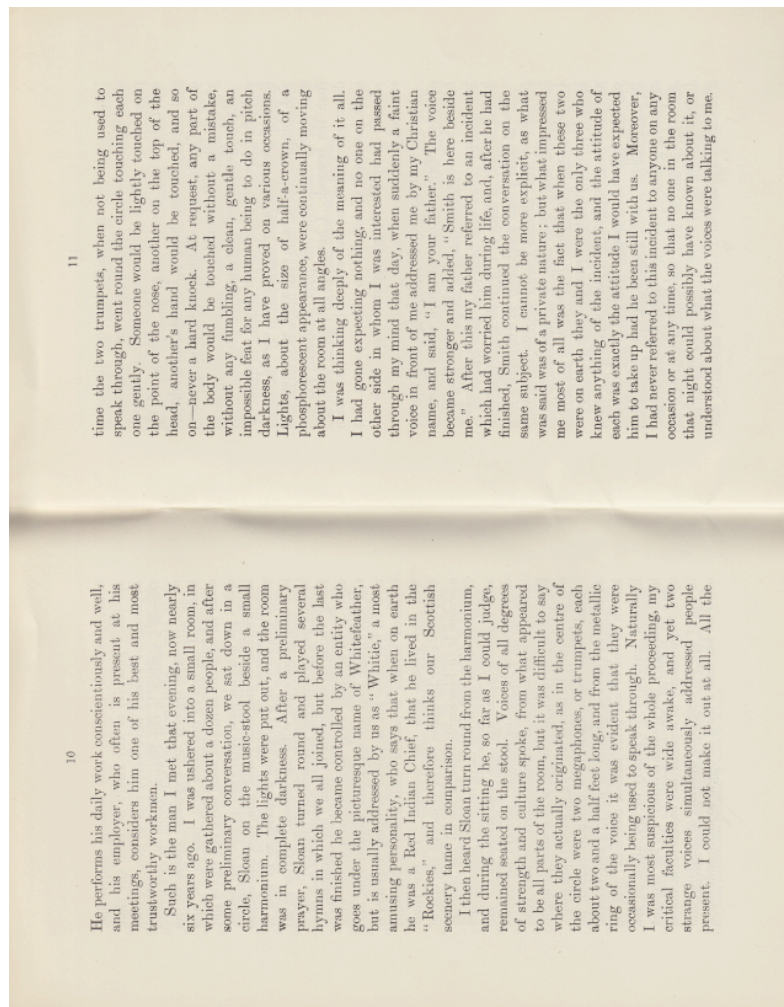 10
He performs his daily work conscientiously and well,
and his employer, who often is present at his
meetings, considers him one of his best and most
trustworthy workmen.
Such is the man I met that evening, now nearly
six years ago. I was ushered into a small room, in
which were gathered about a dozen people, and after
some preliminary conversation, we sat down in a
circle, Sloan on the music-stool beside a small
harmonium. The lights were put out, and the room
was in complete darkness. After a preliminary
prayer, Sloan turned round and played several
hymns in which we all joined, but before the last
was finished he became controlled by an entity who
goes under the picturesque name of Whitefeather,
but is usually addressed by us as “ Whitie,” a most
amusing personality, who says that when on earth
he was a Red Indian Chief, that he lived in the
“ Rockies,” and therefore thinks our Scottish
scenery tame in comparison.
I then heard Sloan turn round from the harmonium,
and during the sitting he, so far as I could judge,
remained seated on the stool. Voices of all degrees
of strength and culture spoke, from what appeared
to be all parts of the room, but it was difficult to say
where they actually originated, as in the centre of
the circle were two megaphones, or trumpets, each
about two and a half feet long, and from the metallic
ring of the voice it was evident that they were
occasionally being used to speak through. Naturally
I was most suspicious of the whole proceeding, my
critical faculties were wide awake, and yet two
strange voices simultaneously addressed people
present. I could not make it out at all. All the
11
time the two trumpets, when not being used to
speak through, went round the circle touching each
one gently. Someone would be lightly touched on
the point of the nose, another on the top of the
head, another's hand would be touched, and so
on—never a hard knock. At request, any part of
the body would be touched without a mistake,
without any fumbling, a clean, gentle touch, an
impossible feat for any human being to do in pitch
darkness, as I have proved on various occasions.
Lights, about the size of half-a-crown, of a
phosphorescent appearance, were continually moving
about the room at all angles.
I was thinking deeply of the meaning of it all.
I had gone expecting nothing, and no one on the
other side in whom I was interested had passed
through my mind that day, when suddenly a faint
voice in front of me addressed me by my Christian
name, and said, “ I am your father.” The voice
became stronger and added, “ Smith is here beside
me.” After this my father referred to an incident
which had worried him during life, and, after he had
finished, Smith continued the conversation on the
same subject. I cannot be more explicit, as what
was said was of a private nature ; but what impressed
me most of all was the fact that when these two
were on earth they and I were the only three who
knew anything of the incident, and the attitude of
each was exactly the attitude I would have expected
him to take up had he been still with us. Moreover,
I had never referred to this incident to anyone on any
occasion or at any time, so that no one in the room
that night could possibly have known about it, or
understood about what the voices were talking to me.